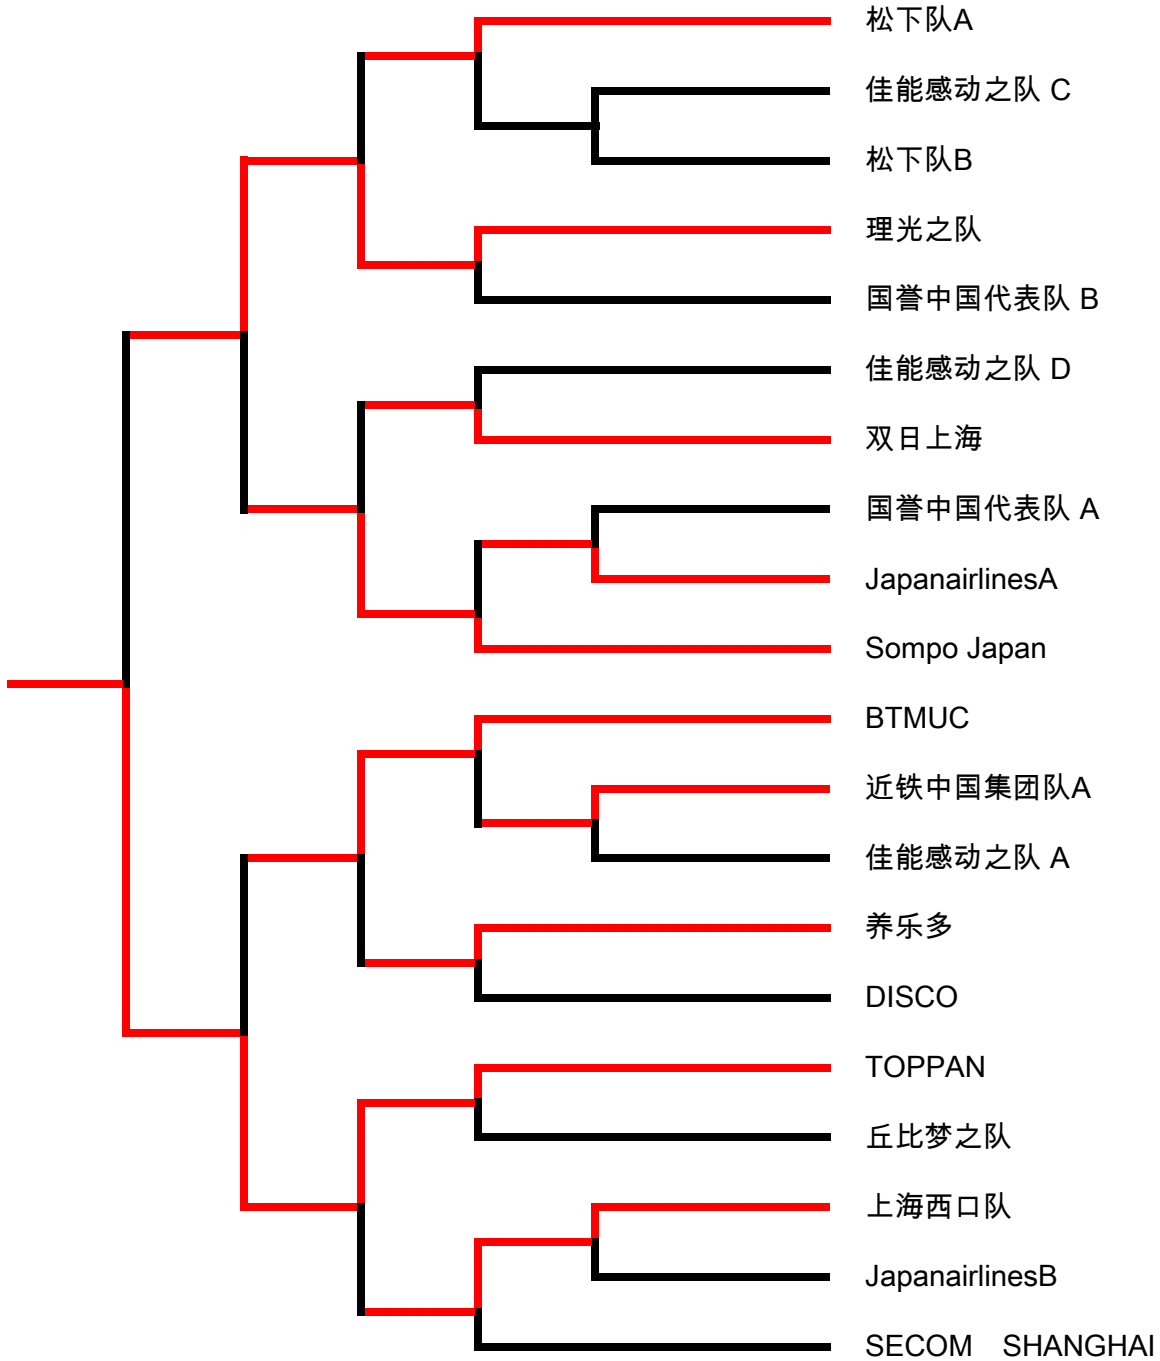 松下队A
佳能感动之队 C
松下队B
理光之队
国誉中国代表队 B
佳能感动之队 D
双日上海
国誉中国代表队 A
JapanairlinesA
Sompo Japan
BTMUC
近铁中国集团队A
佳能感动之队 A
养乐多
DISCO
TOPPAN
丘比梦之队
上海西口队
JapanairlinesB
SECOM　SHANGHAI